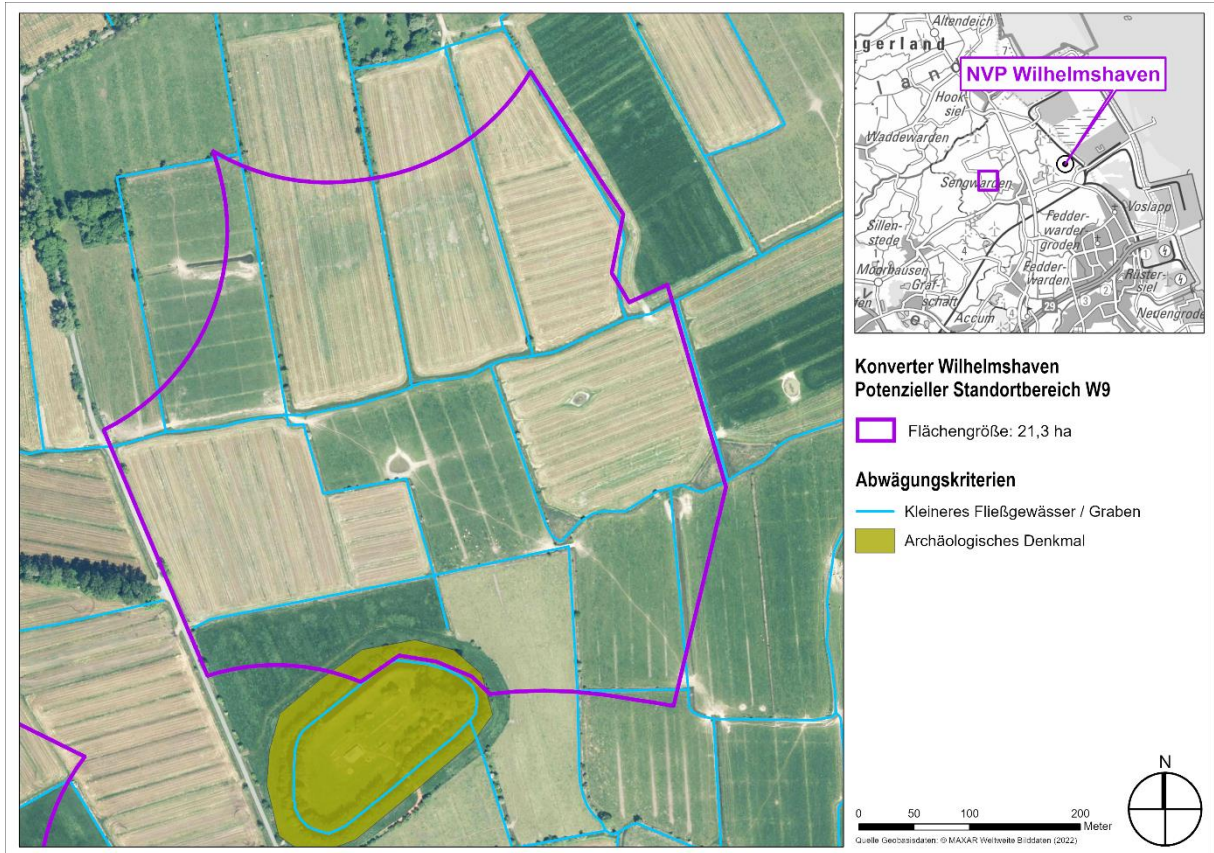 Altendeich
gerland
NVP Wilhelmshaven
Hook-
siel
Waddewarden
Sengwarden
Voslapp
Fedder-
warder-
groden
Sillen-
stede
Moorhausen
Graf-
schaft
Fedder-
warden
Rüster-
siel
Accum
29
Neuengrode
Konverter Wilhelmshaven
Potenzieller Standortbereich W9
Flächengröße: 21,3 ha
Abwägungskriterien
Kleineres Fließgewässer / Graben
Archäologisches Denkmal
N
0 50 100 200
Meter
Quelle Geobasisdaten: © MAXAR Weltweite Bilddaten (2022)